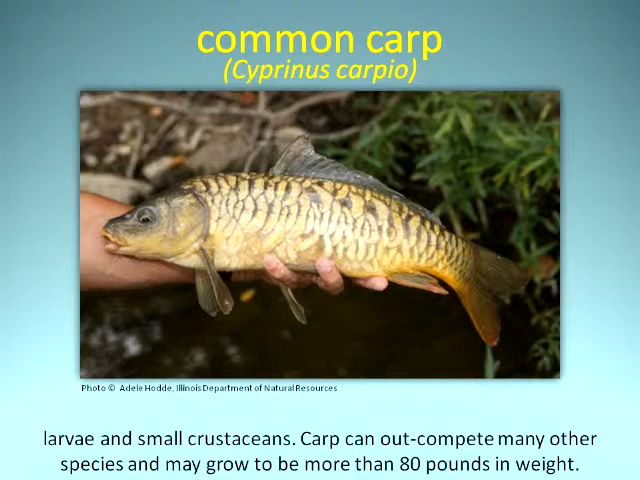 common carp
(Cyprinus carpio)
Photo © Adele Hodde, Illinois Department of Natural Resources
larvae and small crustaceans. Carp can out-compete many other
species and may grow to be more than 80 pounds in weight.